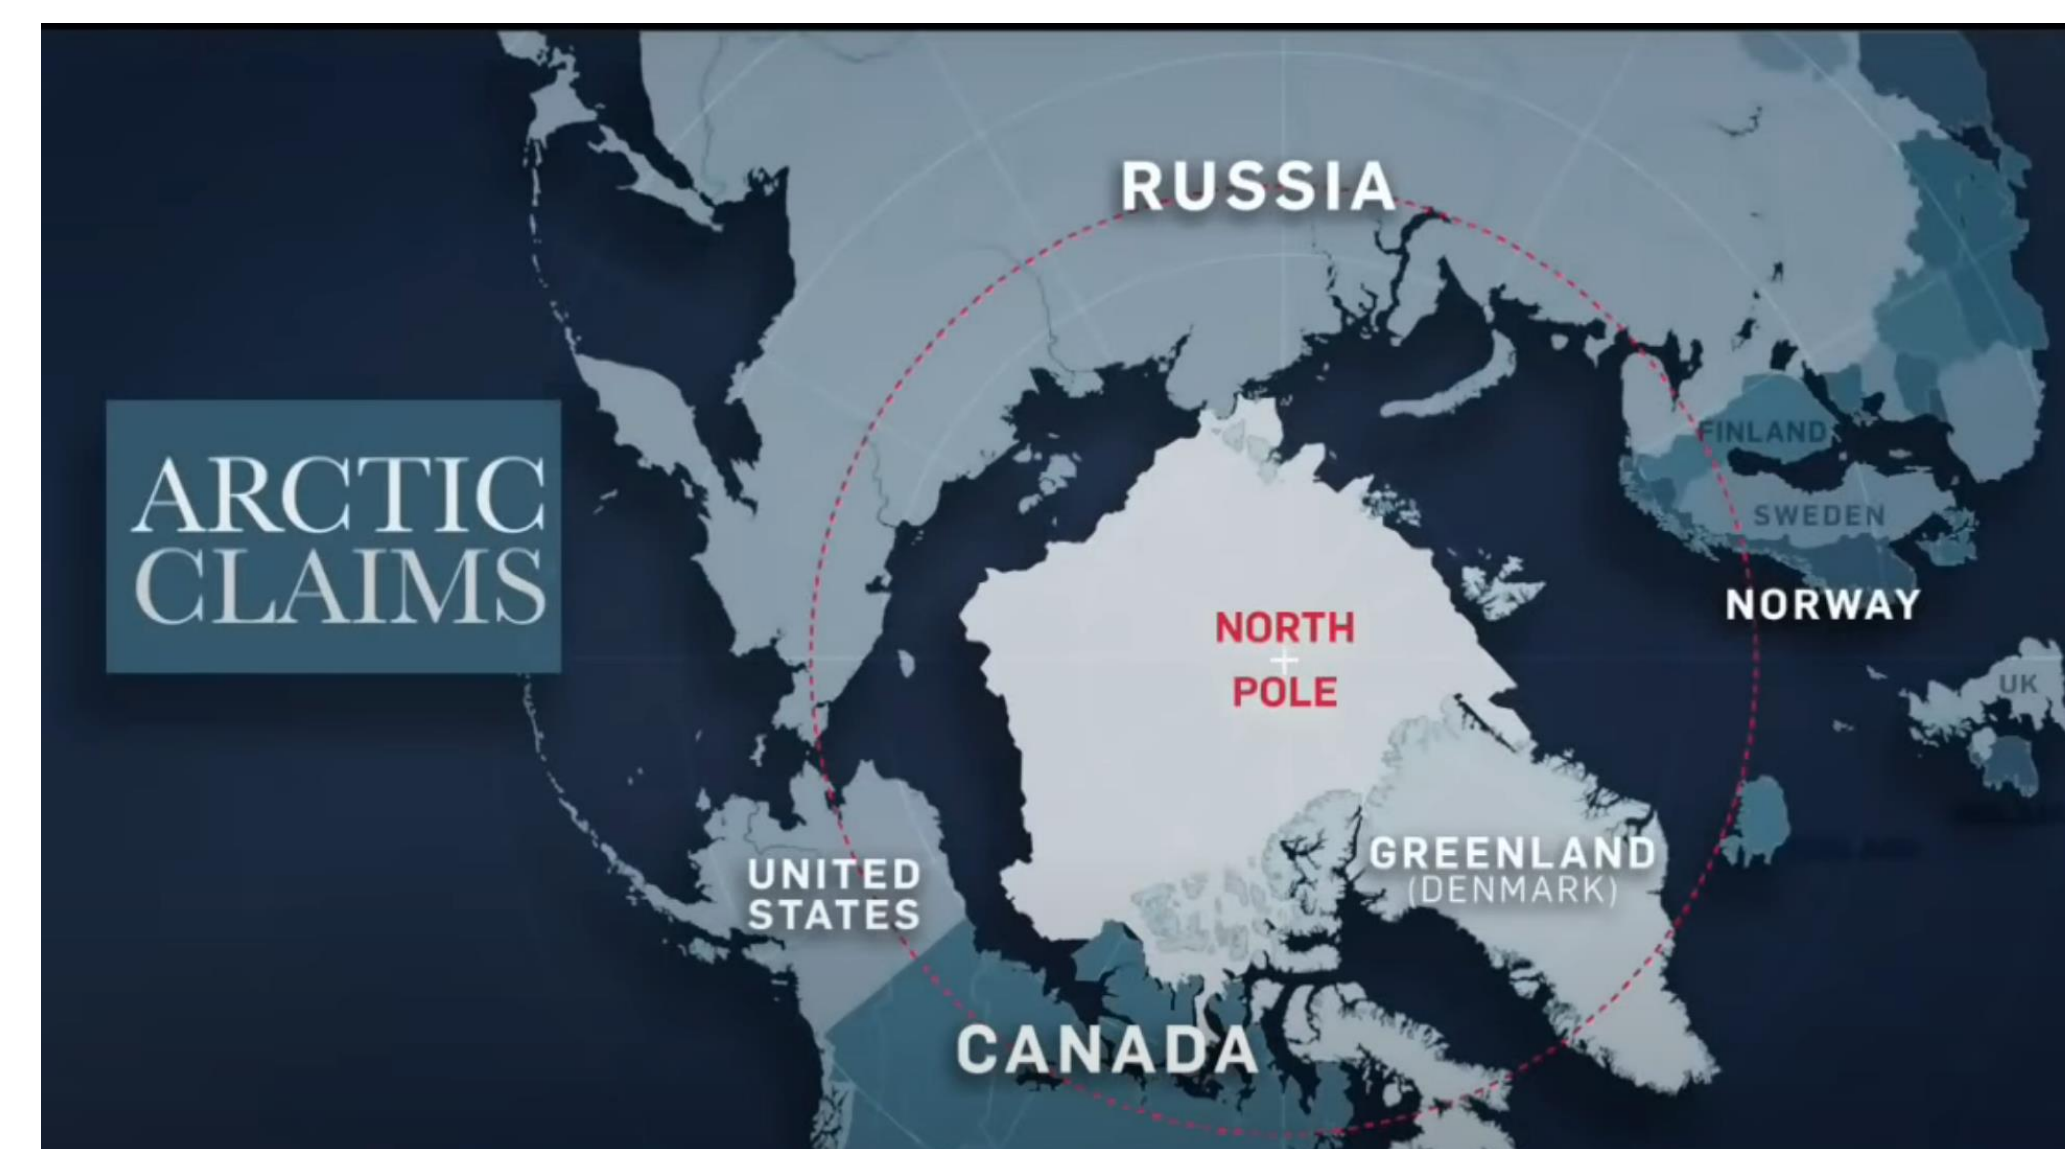 RUSSIA
FINLAND
ARCTIC
CLAIMS
SWEDEN
NORWAY
NORTH
POLE
UK
UNITED
STATES
GREENLAND
(DENMARK)
CANADA